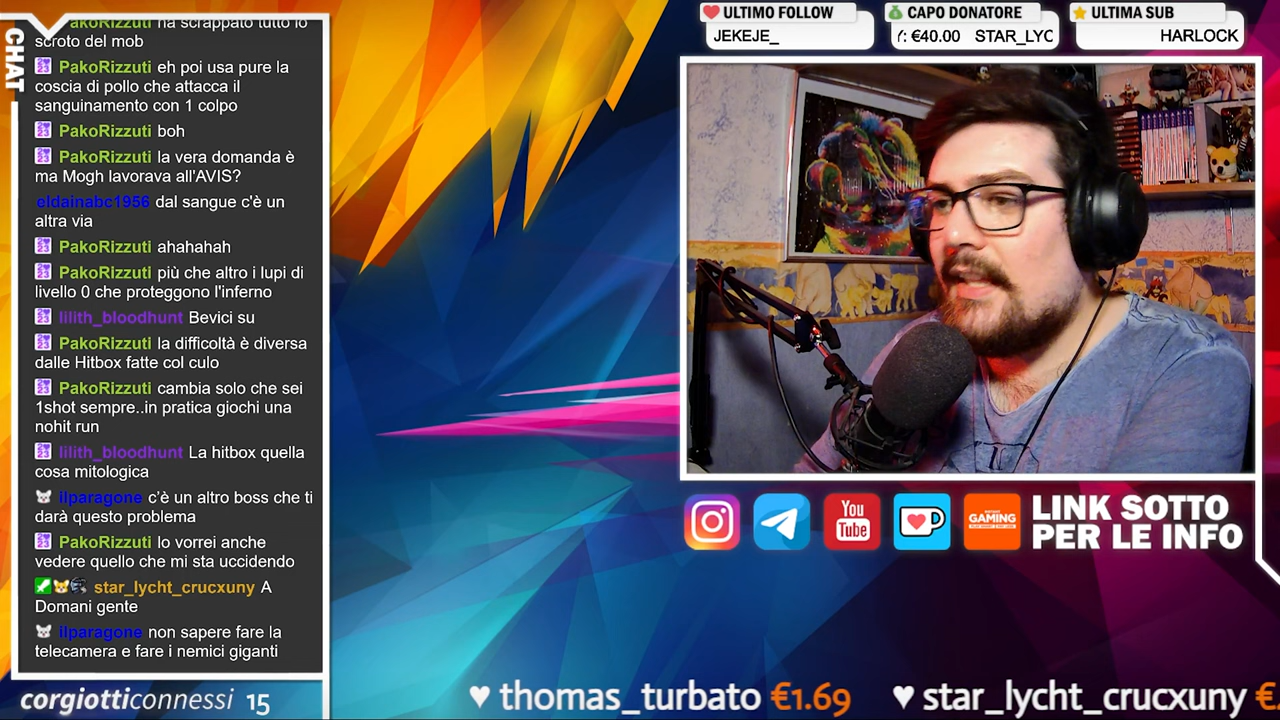 CHAT
PakoRizzuti ha scrappato tutto lo
scroto del mob
PakoRizzuti eh poi usa pure la
coscia di pollo che attacca il
sanguinamento con 1 colpo
PakoRizzuti boh
PakoRizzuti la vera domanda è
ma Mogh lavorava all'AVIS?
eldainabc1956 dal sangue c'è un
altra via
PakoRizzuti ahahahah
PakoRizzuti più che altro i lupi di
livello 0 che proteggono l'inferno
lilith_bloodhunt Bevici su
PakoRizzuti la difficoltà è diversa
dalle Hitbox fatte col culo
PakoRizzuti cambia solo che sei
1shot sempre..in pratica giochi una
nohit run
lilith_bloodhunt La hitbox quella
cosa mitologica
ilparagone c'è un altro boss che ti
darà questo problema
PakoRizzuti Io vorrei anche
vedere quello che mi sta uccidendo
star_lycht_crucxuny A
Domani gente
ilparagone non sapere fare la
telecamera e fare i nemici giganti
corgiotticonnessi 15
ULTIMO FOLLOW
JEKEJE_
CAPO DONATORE
: €40.00 STAR_LYC
ULTIMA SUB
HARLOCK
You
Tube
GAMING
LINK SOTTO
PER LE INFO
thomas_turbato €1.69
star_lycht_crucxuny €